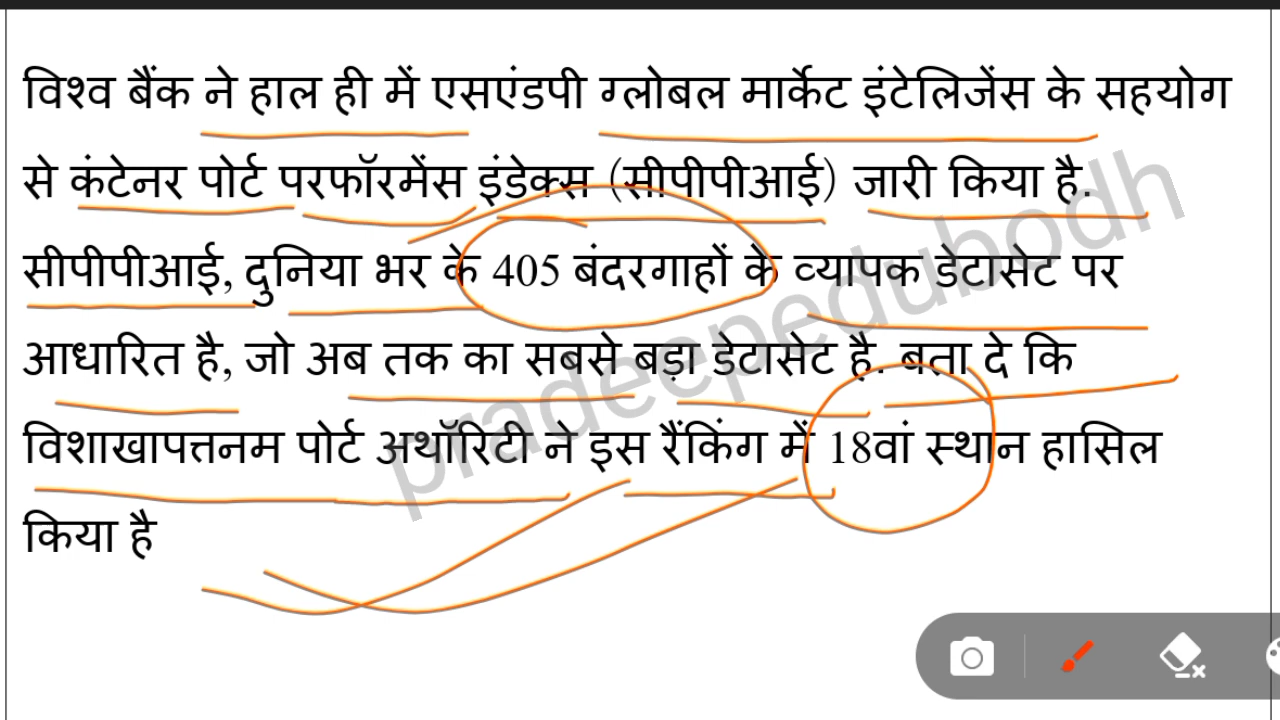 विश्व बैंक ने हाल ही में एसएंडपी ग्लोबल मार्केट इंटेलिजेंस के सहयोग
से कंटेनर पोर्ट परफॉरमेंस इंडेक्स (सीपीपीआई) जारी किया है.
सीपीपीआई, दुनिया भर के 405 बंदरगाहों के व्यापक डेटासेट पर
आधारित है, जो अब तक का सबसे बड़ा डेटासेट है. बता दे कि
विशाखापत्तनम पोर्ट अथॉरिटी ने इस रैंकिंग में 18वां स्थान हासिल
किया है
pradeepedubodh